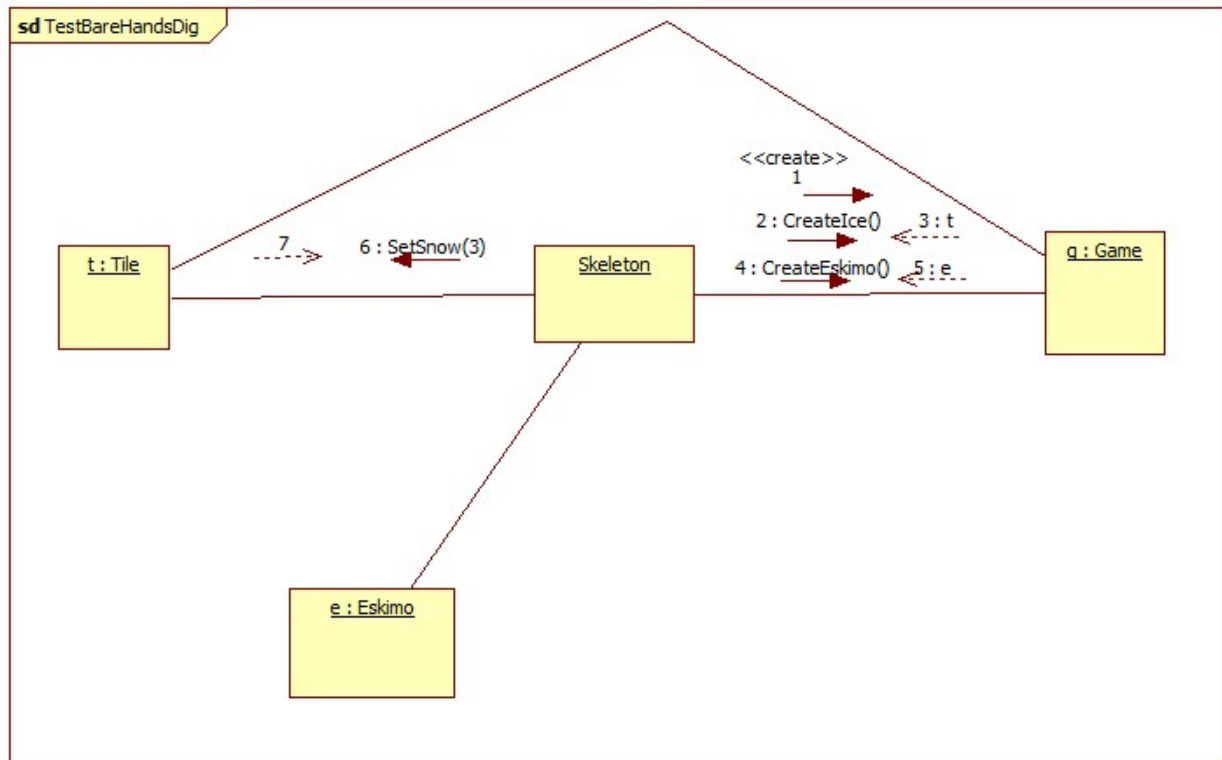 sd TestBareHandsDig
<<create>>
1
2 : CreateIce()
3 : t
4 : CreateEskimo()
5 : e
7
6 : SetSnow(3)
t : Tile
Skeleton
g : Game
e : Eskimo